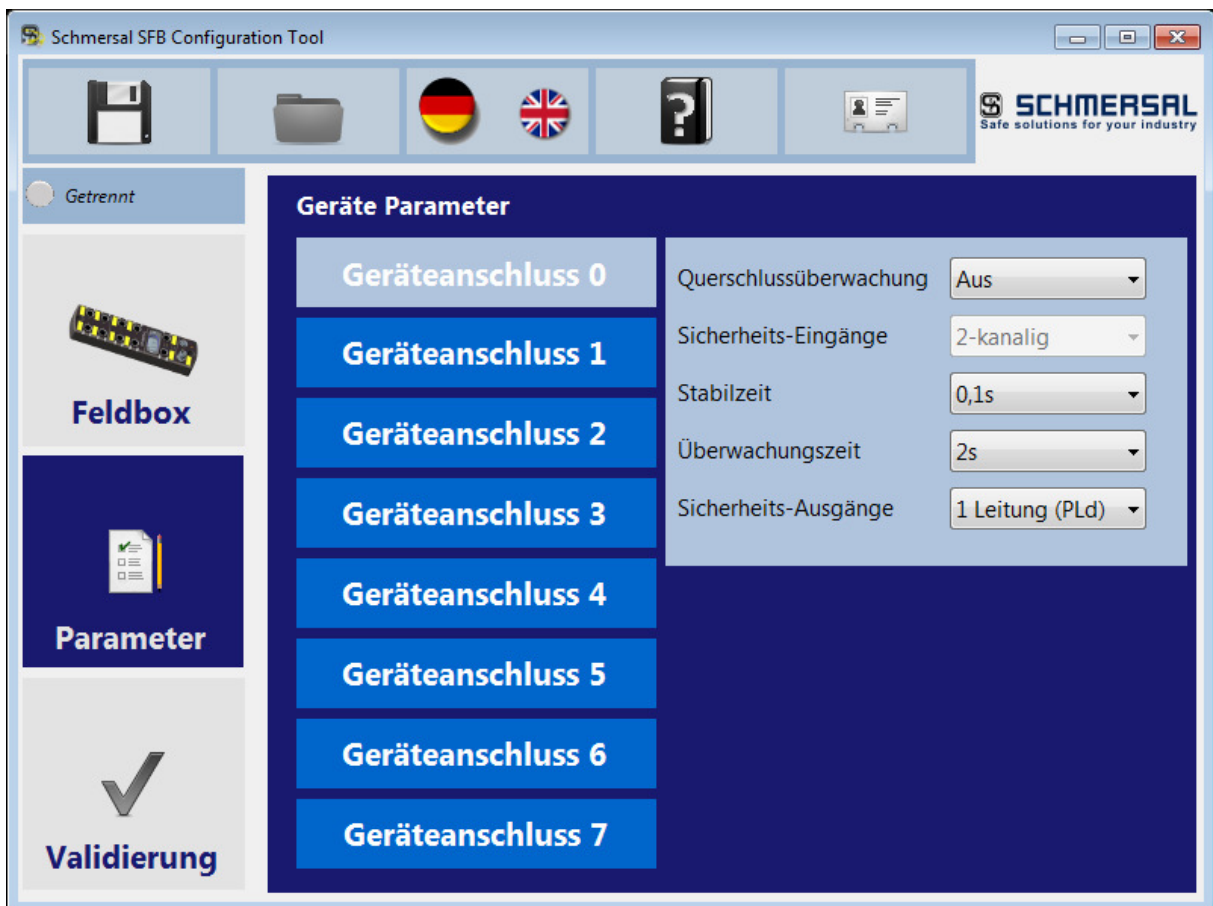 Schmersal SFB Configuration Tool
SCHMERSAL
Safe solutions for your industry
Getrennt
Feldbox
Parameter
Validierung
Geräte Parameter
Geräteanschluss 0
Geräteanschluss 1
Geräteanschluss 2
Geräteanschluss 3
Geräteanschluss 4
Geräteanschluss 5
Geräteanschluss 6
Geräteanschluss 7
Querschlussüberwachung Aus
Sicherheits-Eingänge 2-kanalig
Stabilzeit 0,1s
Überwachungszeit 2s
Sicherheits-Ausgänge 1 Leitung (PLd)